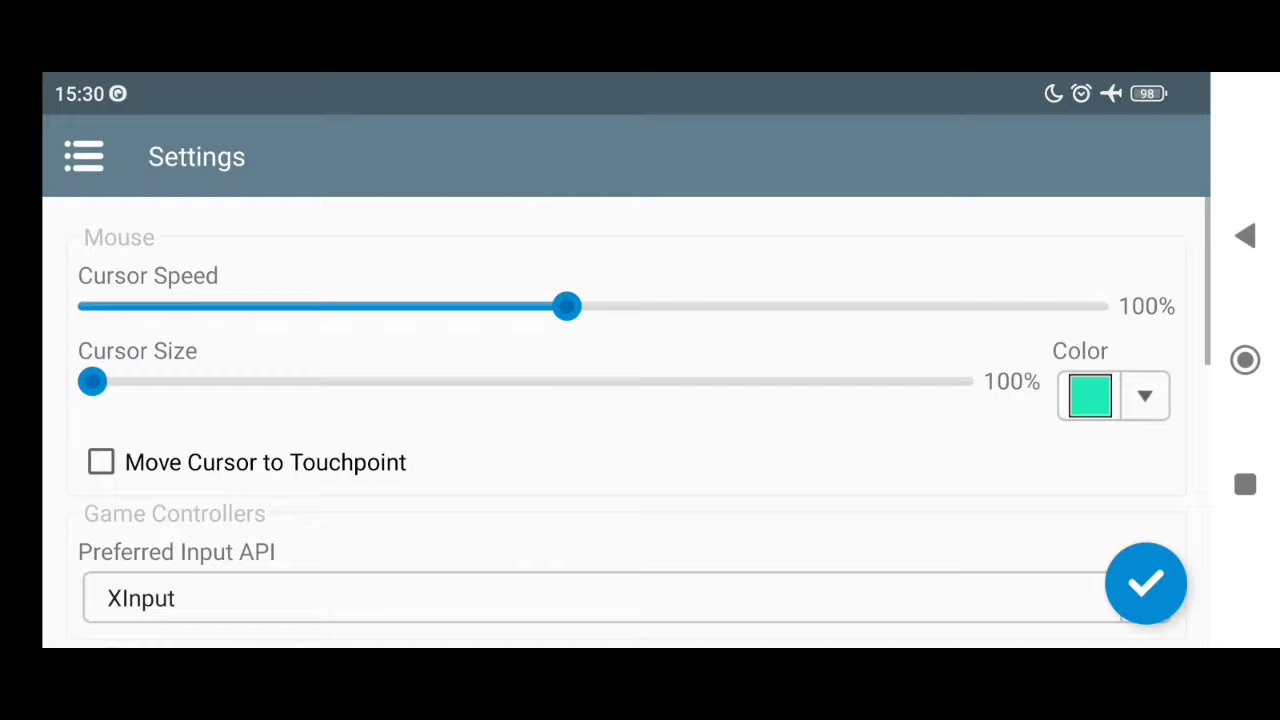 15:30
98
Settings
Mouse
Cursor Speed
100%
Cursor Size
Color
100%
Move Cursor to Touchpoint
Game Controllers
Preferred Input API
XInput